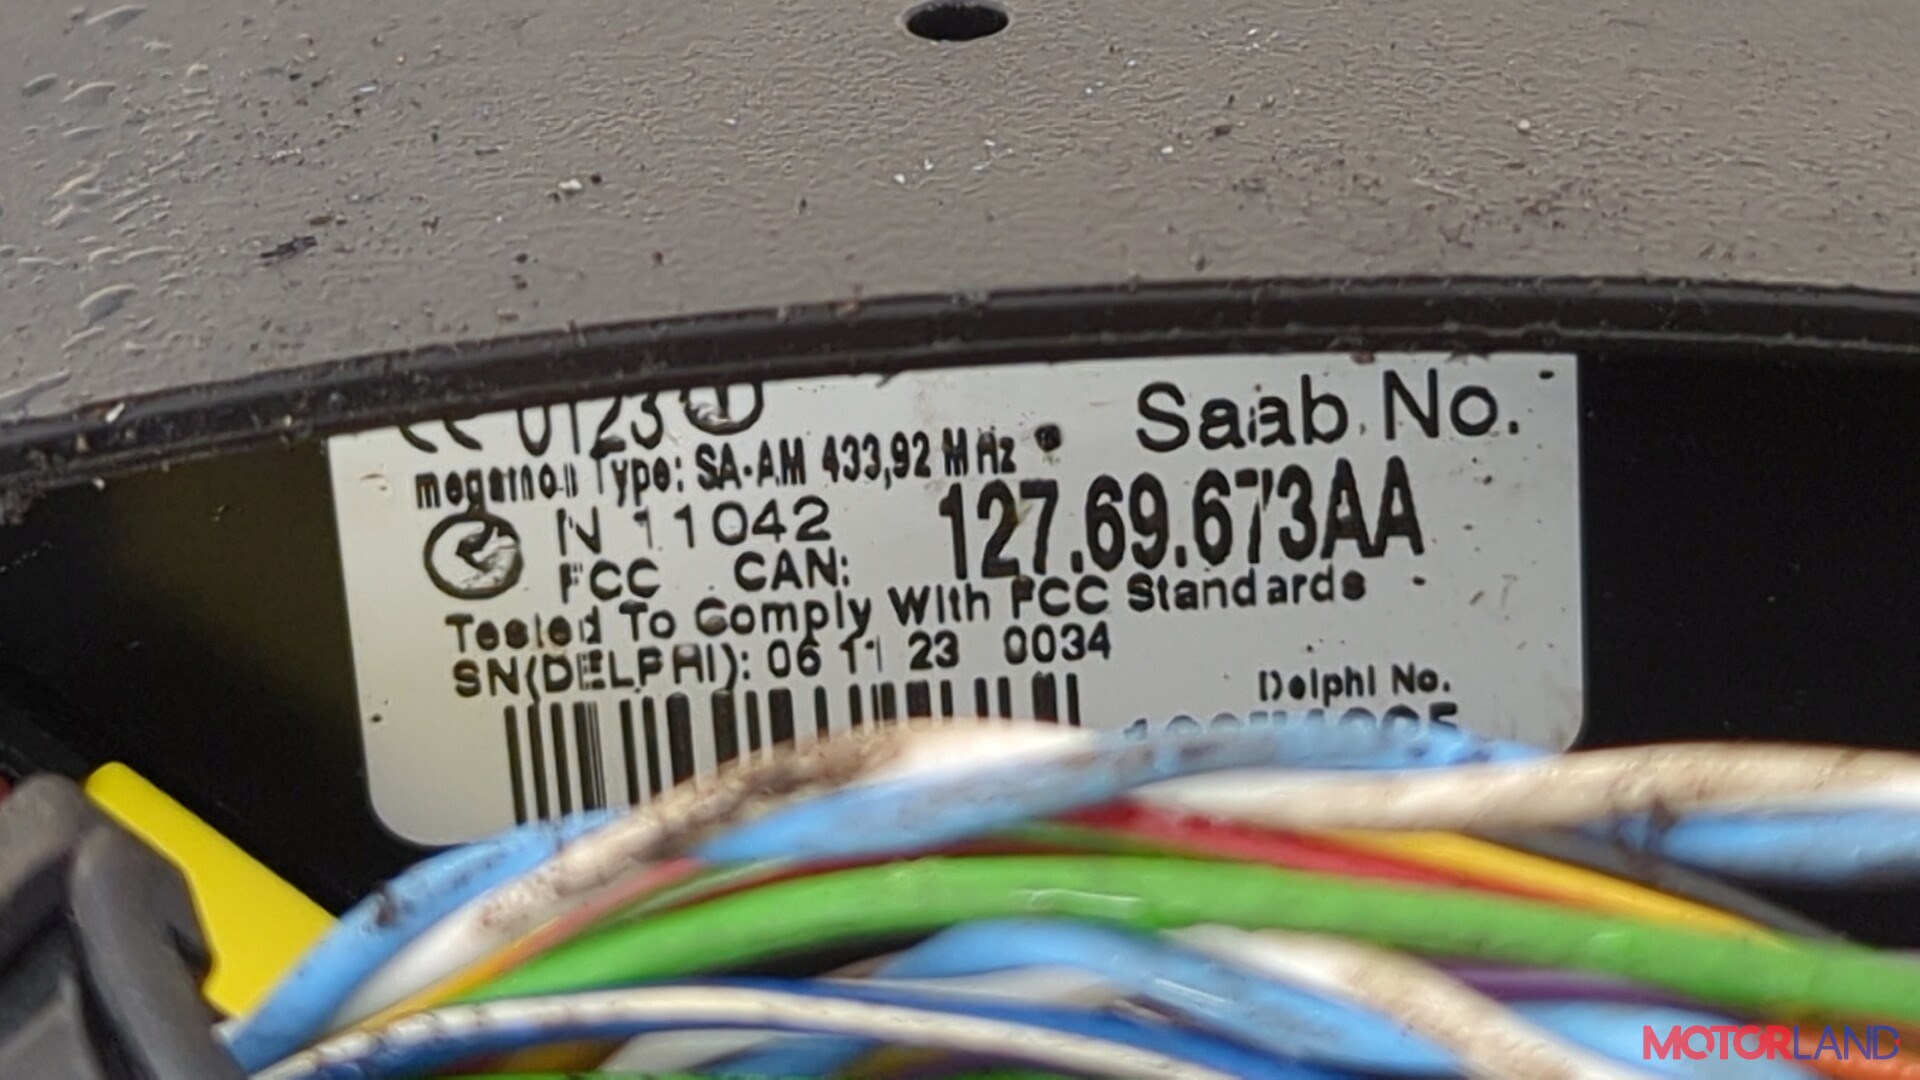 CE 0123
Saab No.
Type: SA-AM 433,92 MHz
127.69.673AA
N 11042
FCC CAN:
Tested To Comply With FCC Standards
SN(DELPHI): 06 11 23 0034
Delphi No.
MOTORLAND